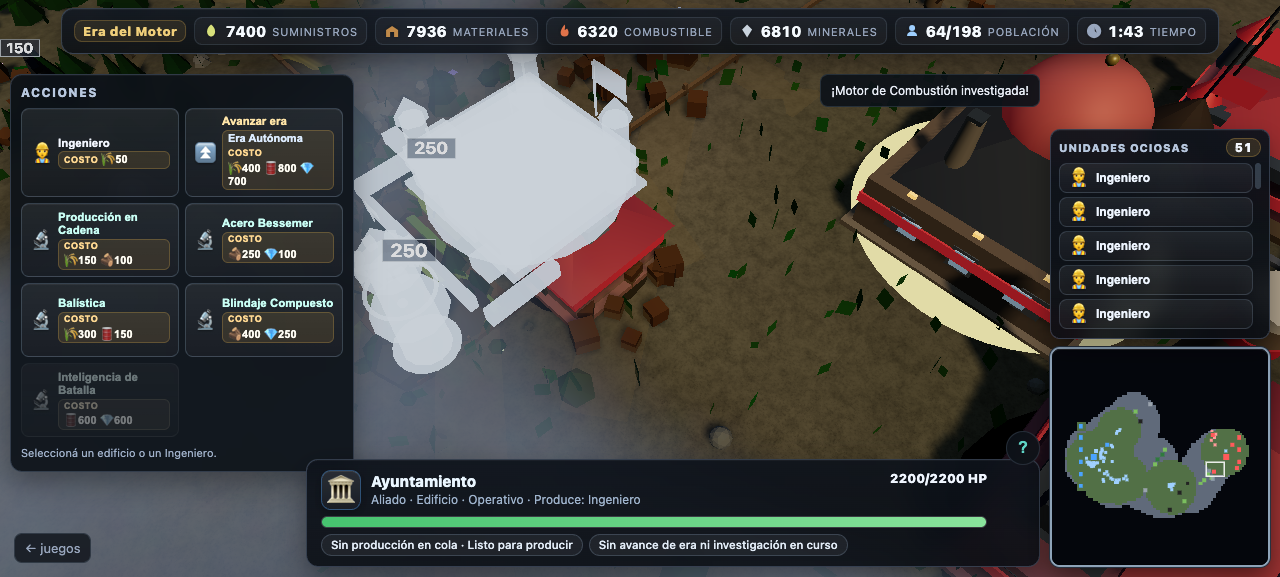 Era del Motor
7400 SUMINISTROS
7936 MATERIALES
6320 COMBUSTIBLE
6810 MINERALES
64/198 POBLACIÓN
1:43 TIEMPO
150
ACCIONES
Ingeniero
COSTO 50
Avanzar era
Era Autónoma
COSTO
400 800
700
Producción en
Cadena
COSTO
150 100
Acero Bessemer
COSTO
250 100
Balística
COSTO
300 150
Blindaje Compuesto
COSTO
400 250
Inteligencia de
Batalla
COSTO
600 600
Seleccioná un edificio o un Ingeniero.
← juegos
250
250
¡Motor de Combustión investigada!
UNIDADES OCIOSAS 51
Ingeniero
Ingeniero
Ingeniero
Ingeniero
Ingeniero
?
Ayuntamiento
2200/2200 HP
Aliado · Edificio · Operativo · Produce: Ingeniero
Sin producción en cola · Listo para producir
Sin avance de era ni investigación en curso